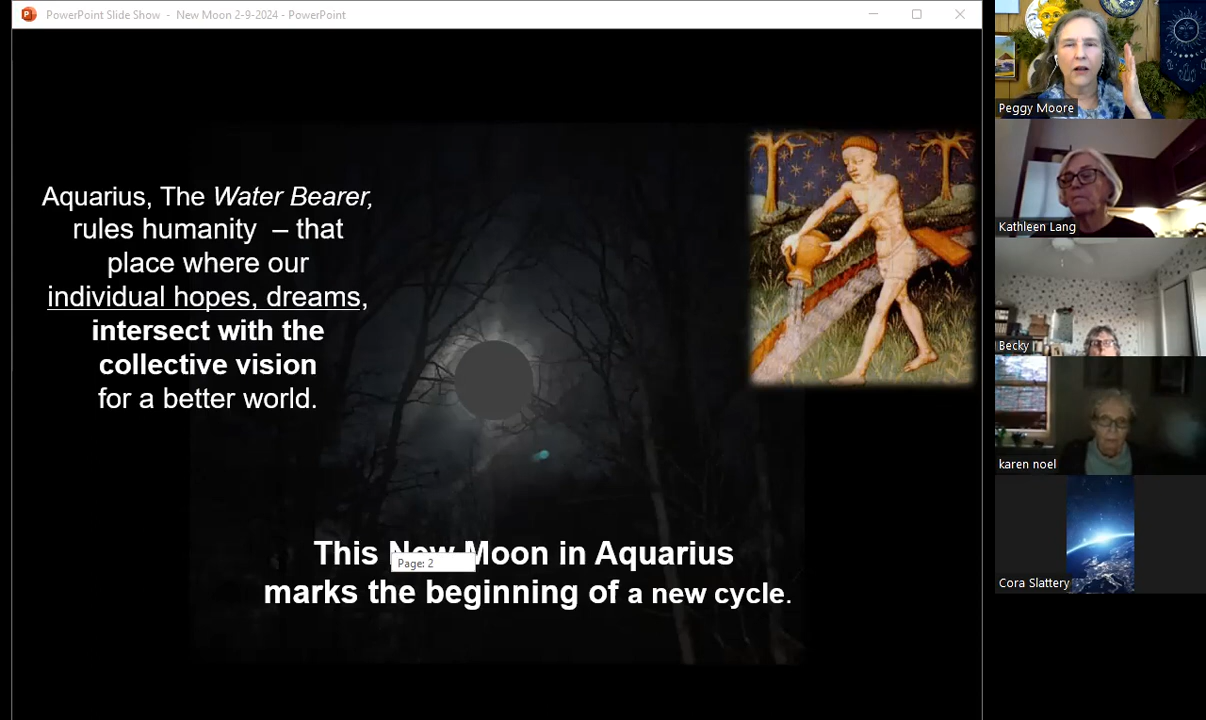 PowerPoint Slide Show - New Moon 2-9-2024 - PowerPoint
Aquarius, The Water Bearer,
rules humanity – that
place where our
individual hopes, dreams,
intersect with the
collective vision
for a better world.
This New Moon in Aquarius
Page: 2
marks the beginning of a new cycle.
Peggy Moore
Kathleen Lang
Becky
karen noel
Cora Slattery